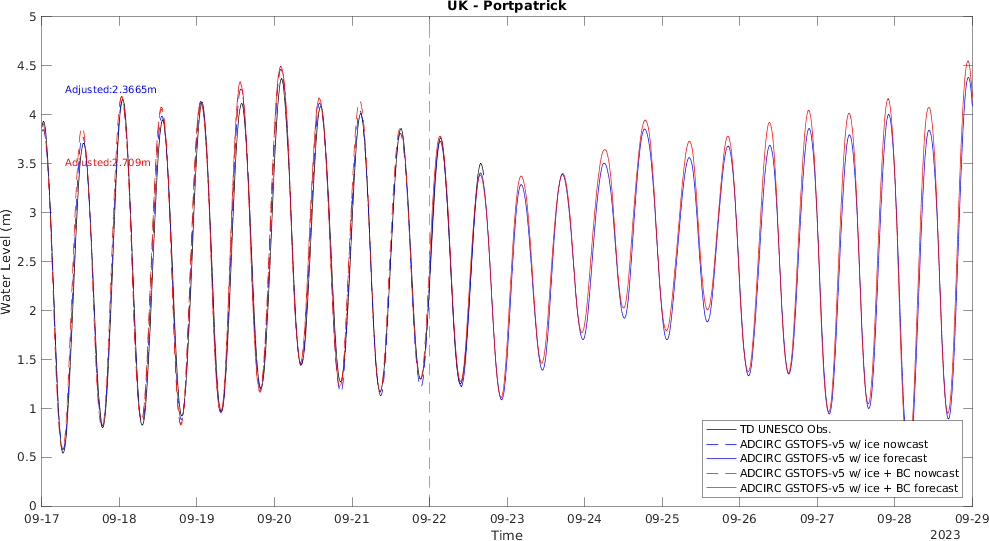 UK - Portpatrick
5
4.5
4
3.5
3
2.5
2
1.5
1
0.5
0
Water Level (m)
Adjusted:2.3665m
Adjusted:2.709m
TD UNESCO Obs.
ADCIRC GSTOFS-v5 w/ ice nowcast
ADCIRC GSTOFS-v5 w/ ice forecast
ADCIRC GSTOFS-v5 w/ ice + BC nowcast
ADCIRC GSTOFS-v5 w/ ice + BC forecast
09-17 09-18 09-19 09-20 09-21 09-22 09-23 09-24 09-25 09-26 09-27 09-28 09-29
Time
2023